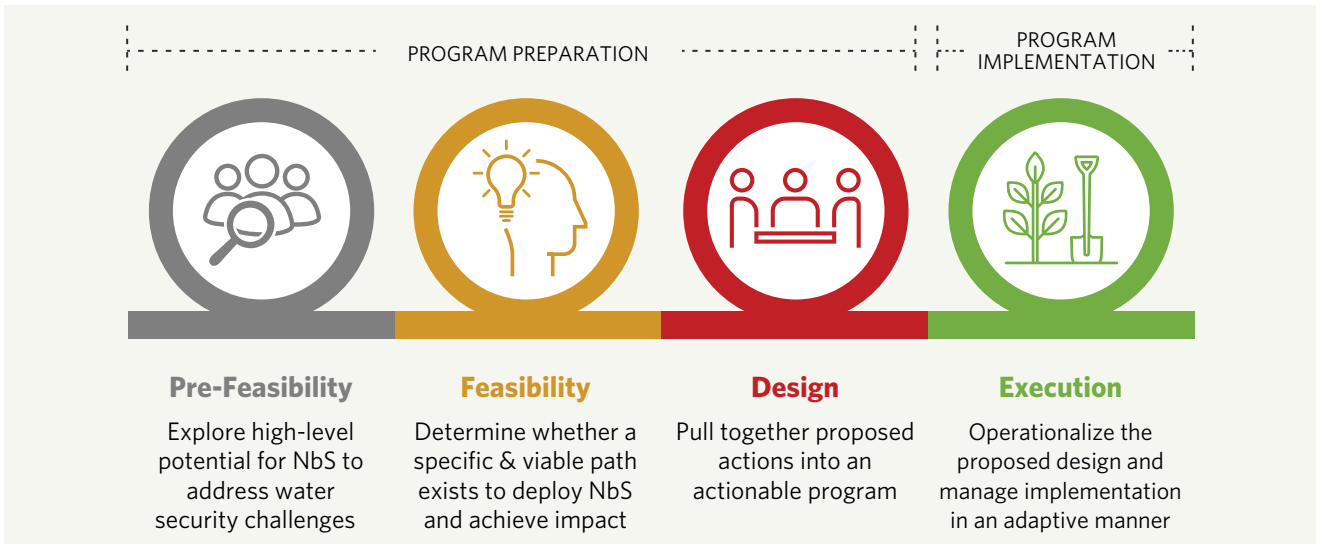 PROGRAM PREPARATION
PROGRAM
IMPLEMENTATION
Pre-Feasibility
Explore high-level
potential for NbS to
address water
security challenges
Feasibility
Determine whether a
specific & viable path
exists to deploy NbS
and achieve impact
Design
Pull together proposed
actions into an
actionable program
Execution
Operationalize the
proposed design and
manage implementation
in an adaptive manner